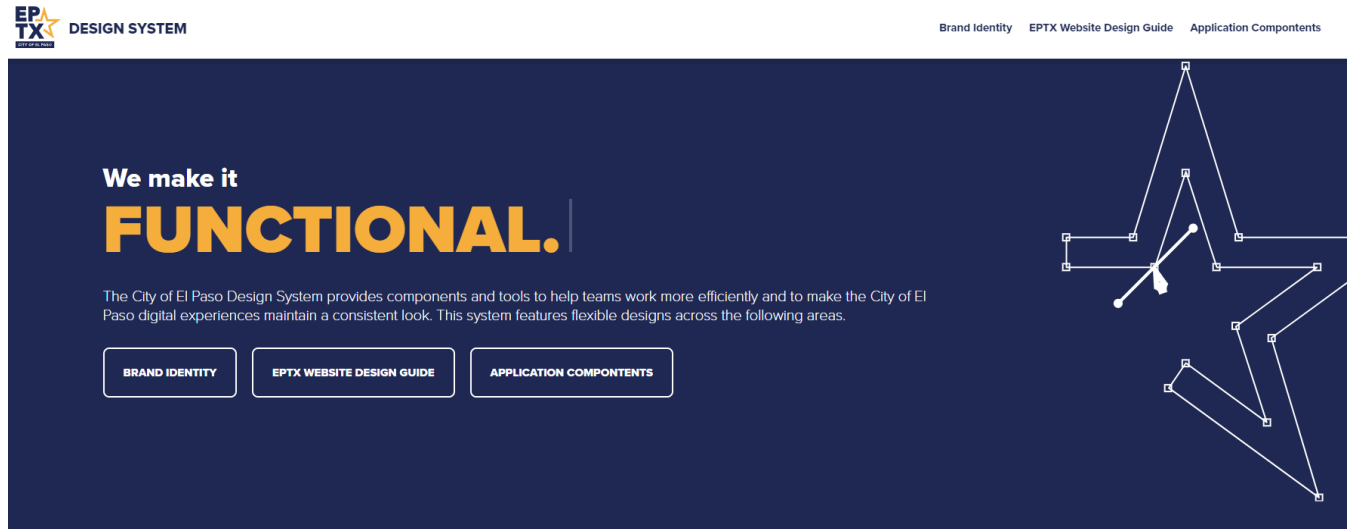 EP
TX
CITY OF EL PASO
DESIGN SYSTEM
Brand Identity EPTX Website Design Guide Application Compontents
We make it
FUNCTIONAL.
The City of El Paso Design System provides components and tools to help teams work more efficiently and to make the City of El
Paso digital experiences maintain a consistent look. This system features flexible designs across the following areas.
BRAND IDENTITY EPTX WEBSITE DESIGN GUIDE APPLICATION COMPONTENTS